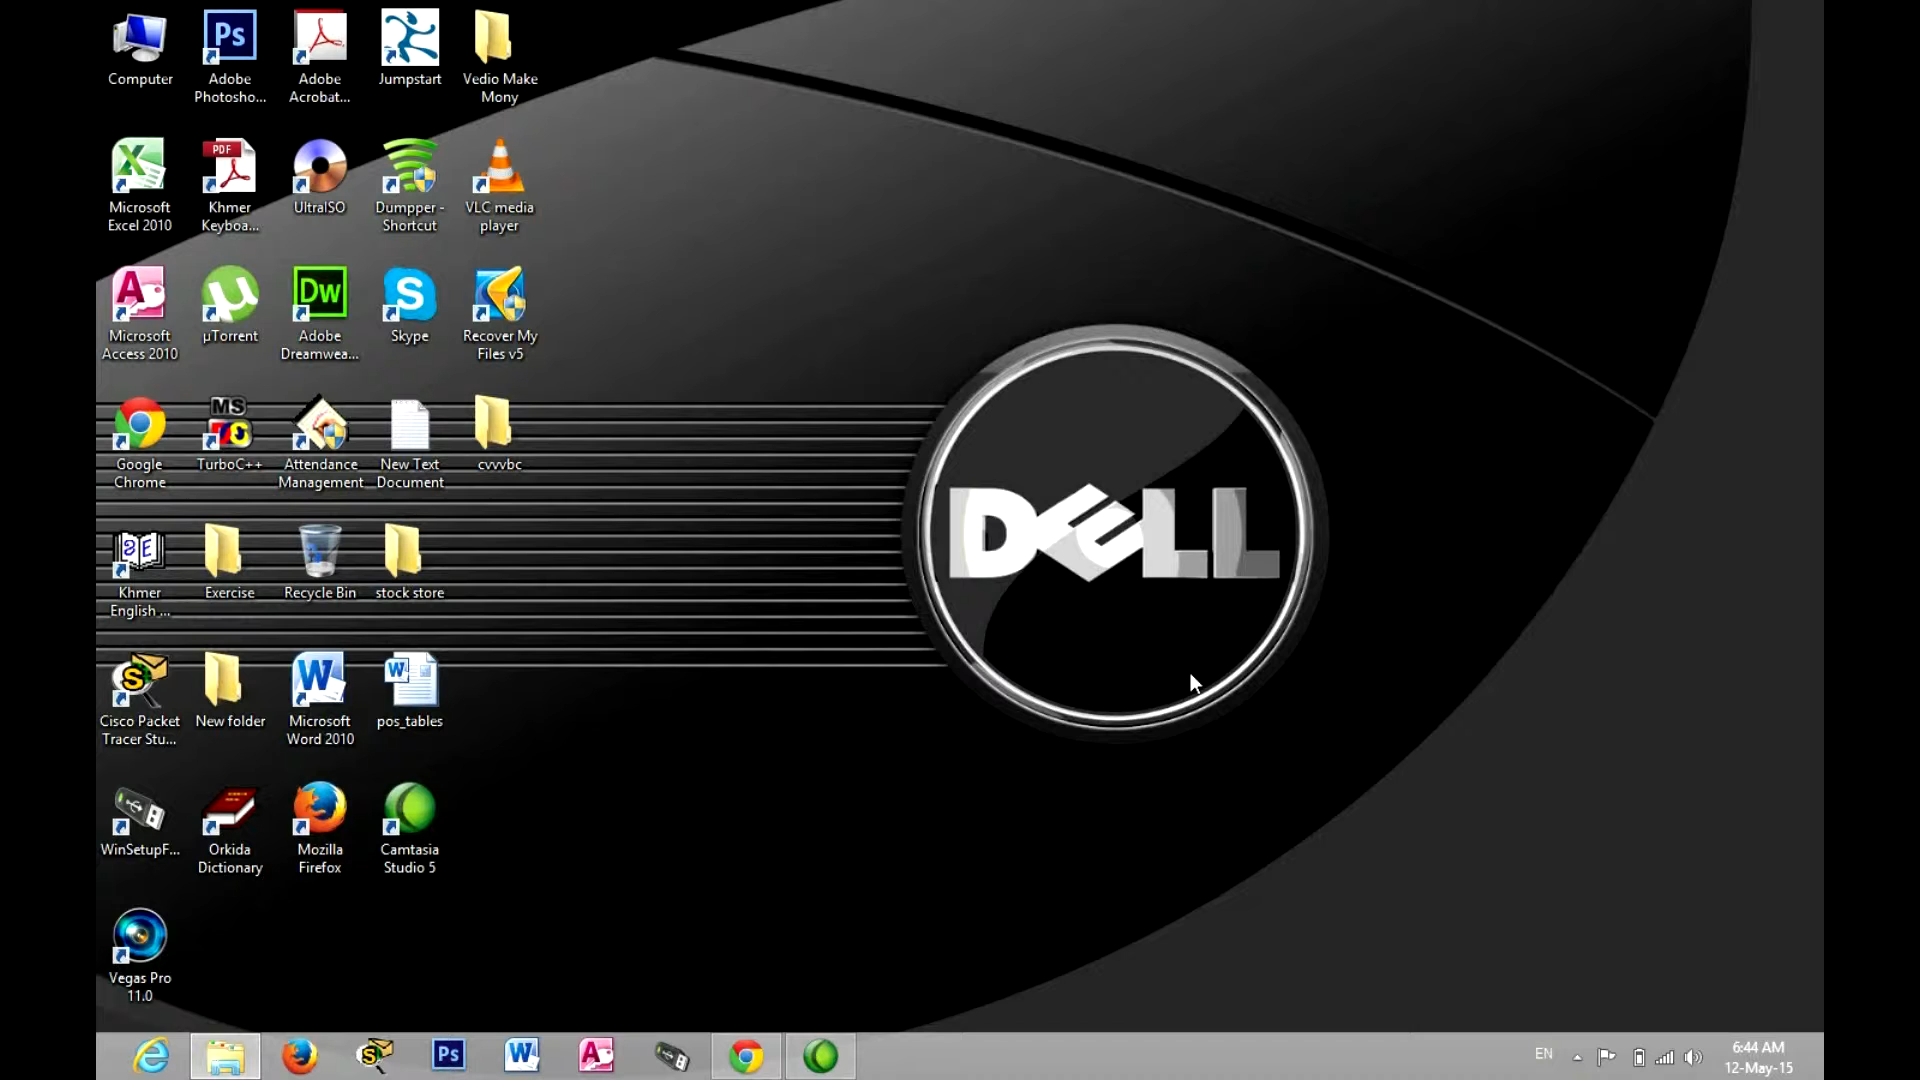 Computer
Adobe
Photosho...
Adobe
Acrobat...
Jumpstart
Vedio Make
Mony
Microsoft
Excel 2010
PDF
Khmer
Keyboa...
UltraISO
Dumpper -
Shortcut
VLC media
player
Microsoft
Access 2010
µTorrent
Dw
Adobe
Dreamwea...
Skype
Recover My
Files v5
Google
Chrome
MS
TurboC++
Attendance
Management
New Text
Document
cvvvbc
DELL
Khmer
English ...
Exercise
Recycle Bin
stock store
Cisco Packet
Tracer Stu...
New folder
Microsoft
Word 2010
pos_tables
WinSetupF...
Orkida
Dictionary
Mozilla
Firefox
Camtasia
Studio 5
Vegas Pro
11.0
Ps
EN
6:44 AM
12-May-15